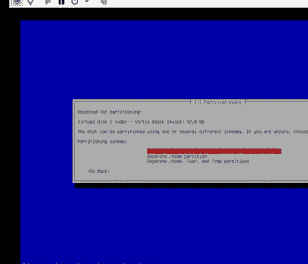 [!] Partition disks
Selected for partitioning:
Virtual disk 1 (vda) - Virtio Block Device: 42.9 GB
The disk can be partitioned using one of several different schemes. If you are unsure, choose
Partitioning scheme:
Separate /home partition
Separate /home, /var, and /tmp partitions
<Go Back>